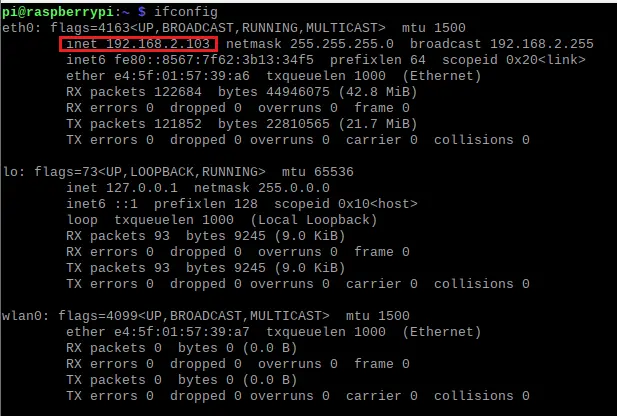 pi@raspberrypi:~ $ ifconfig
eth0: flags=4163<UP,BROADCAST,RUNNING,MULTICAST>  mtu 1500
        inet 192.168.2.103  netmask 255.255.255.0  broadcast 192.168.2.255
        inet6 fe80::8567:7f62:3b13:34f5  prefixlen 64  scopeid 0x20<link>
        ether e4:5f:01:57:39:a6  txqueuelen 1000  (Ethernet)
        RX packets 122684  bytes 44946075 (42.8 MiB)
        RX errors 0  dropped 0  overruns 0  frame 0
        TX packets 121852  bytes 22810565 (21.7 MiB)
        TX errors 0  dropped 0 overruns 0  carrier 0  collisions 0
lo: flags=73<UP,LOOPBACK,RUNNING>  mtu 65536
        inet 127.0.0.1  netmask 255.0.0.0
        inet6 ::1  prefixlen 128  scopeid 0x10<host>
        loop  txqueuelen 1000  (Local Loopback)
        RX packets 93  bytes 9245 (9.0 KiB)
        RX errors 0  dropped 0  overruns 0  frame 0
        TX packets 93  bytes 9245 (9.0 KiB)
        TX errors 0  dropped 0 overruns 0  carrier 0  collisions 0
wlan0: flags=4099<UP,BROADCAST,MULTICAST>  mtu 1500
        ether e4:5f:01:57:39:a7  txqueuelen 1000  (Ethernet)
        RX packets 0  bytes 0 (0.0 B)
        RX errors 0  dropped 0  overruns 0  frame 0
        TX packets 0  bytes 0 (0.0 B)
        TX errors 0  dropped 0 overruns 0  carrier 0  collisions 0